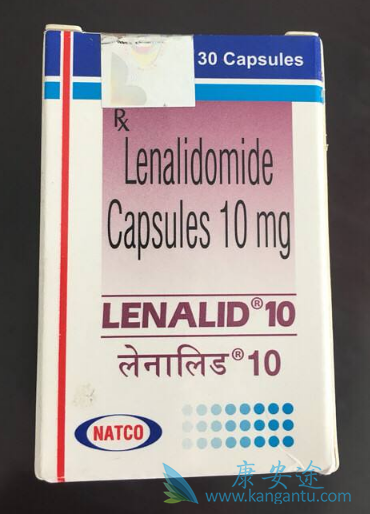 30 Capsules
Rx
Lenalidomide
Capsules 10 mg
LENALID® 10
लेनालिड® 10
NATCO
康安途
www.kangantu.com